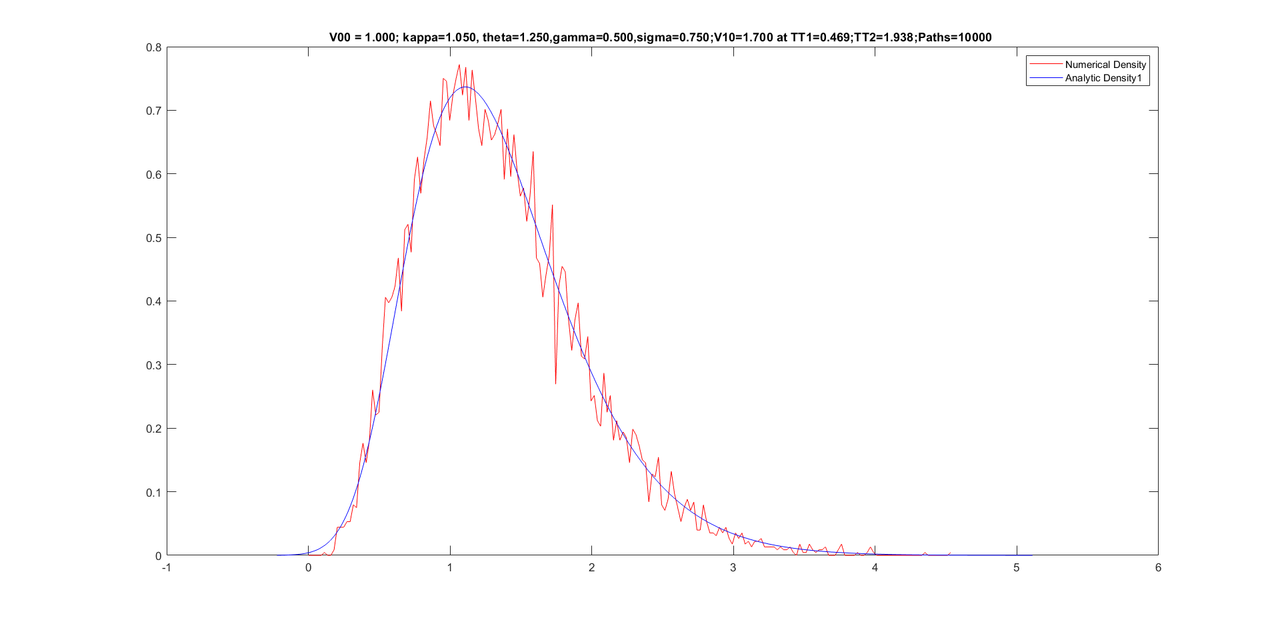 V00 = 1.000; kappa=1.050, theta=1.250,gamma=0.500,sigma=0.750;V10=1.700 at TT1=0.469;TT2=1.938;Paths=10000
Numerical Density
Analytic Density1
0.8
0.7
0.6
0.5
0.4
0.3
0.2
0.1
0
-1 0 1 2 3 4 5 6